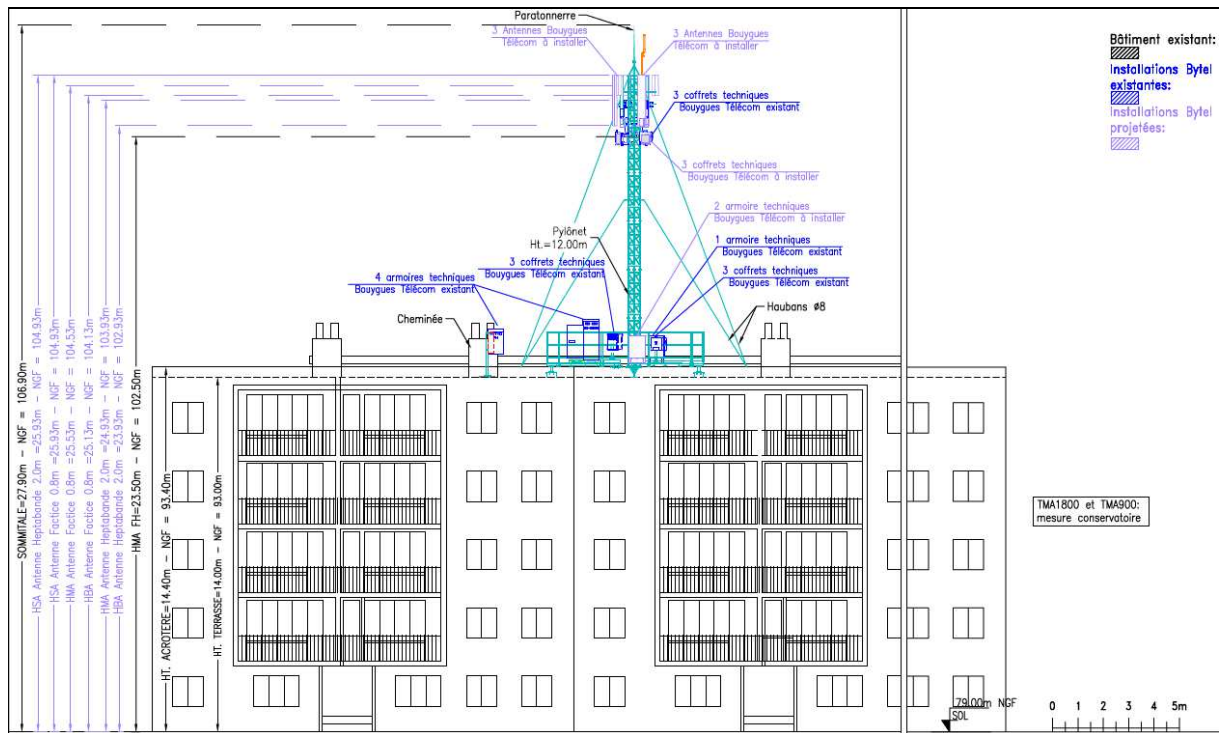 Paratonnerre
3 Antennes Bouygues
Télécom à installer
3 Antennes Bouygues
Télécom à installer
Bâtiment existant:
Installations Bytel
existantes:
Installations Bytel
projetées:
3 coffrets techniques
Bouygues Télécom existant
3 coffrets techniques
Bouygues Télécom à installer
2 armoire techniques
Bouygues Télécom à installer
Pylônet
Ht.=12.00m
1 armoire techniques
Bouygues Télécom existant
3 coffrets techniques
Bouygues Télécom existant
3 coffrets techniques
Bouygues Télécom existant
4 armoires techniques
Bouygues Télécom existant
Cheminée
Haubans ø8
SOMMITALE=27.90m - NGF = 106.90m
HSA Antenne Heptabande 2.0m =25.93m - NGF = 104.93m
HSA Antenne Factice 0.8m =25.93m - NGF = 104.93m
HMA Antenne Factice 0.8m =25.53m - NGF = 104.53m
HBA Antenne Factice 0.8m =25.13m - NGF = 104.13m
HMA Antenne Heptabande 2.0m =24.93m - NGF = 103.93m
HBA Antenne Heptabande 2.0m =23.93m - NGF = 102.93m
HMA FH=23.50m - NGF = 102.50m
HT. ACROTERE=14.40m - NGF = 93.40m
HT. TERRASSE=14.00m - NGF = 93.00m
TMA1800 et TMA900:
mesure conservatoire
79.00m NGF
SOL
0 1 2 3 4 5m